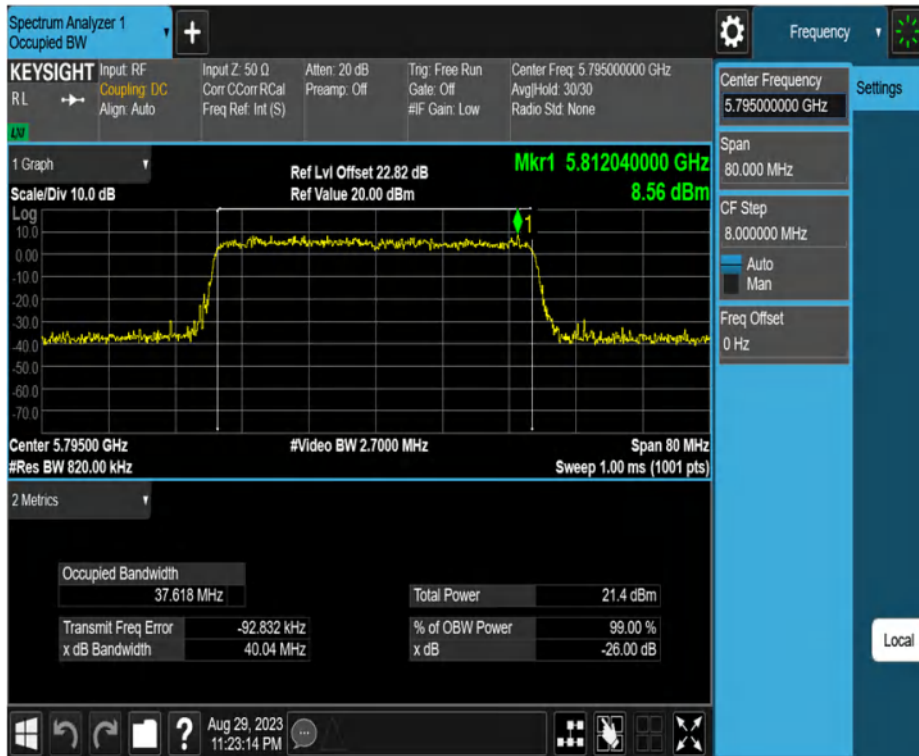 Spectrum Analyzer 1
Occupied BW
Frequency
KEYSIGHT
RL
LXI
Input: RF
Coupling: DC
Align: Auto
Input Z: 50 Ω
Corr CCorr RCal
Freq Ref: Int (S)
Atten: 20 dB
Preamp: Off
Trig: Free Run
Gate: Off
#IF Gain: Low
Center Freq: 5.795000000 GHz
Avg|Hold: 30/30
Radio Std: None
Center Frequency
5.795000000 GHz
Settings
Span
80.000 MHz
CF Step
8.000000 MHz
Auto
Man
Freq Offset
0 Hz
Local
1 Graph
Scale/Div 10.0 dB
Ref Lvl Offset 22.82 dB
Ref Value 20.00 dBm
Mkr1 5.812040000 GHz
8.56 dBm
Log
1
10.0
0.00
-10.0
-20.0
-30.0
-40.0
-50.0
-60.0
-70.0
Center 5.79500 GHz
#Video BW 2.7000 MHz
Span 80 MHz
#Res BW 820.00 kHz
Sweep 1.00 ms (1001 pts)
2 Metrics
Occupied Bandwidth
37.618 MHz
Total Power 21.4 dBm
Transmit Freq Error -92.832 kHz
% of OBW Power 99.00 %
x dB Bandwidth 40.04 MHz
x dB -26.00 dB
?
Aug 29, 2023
11:23:14 PM